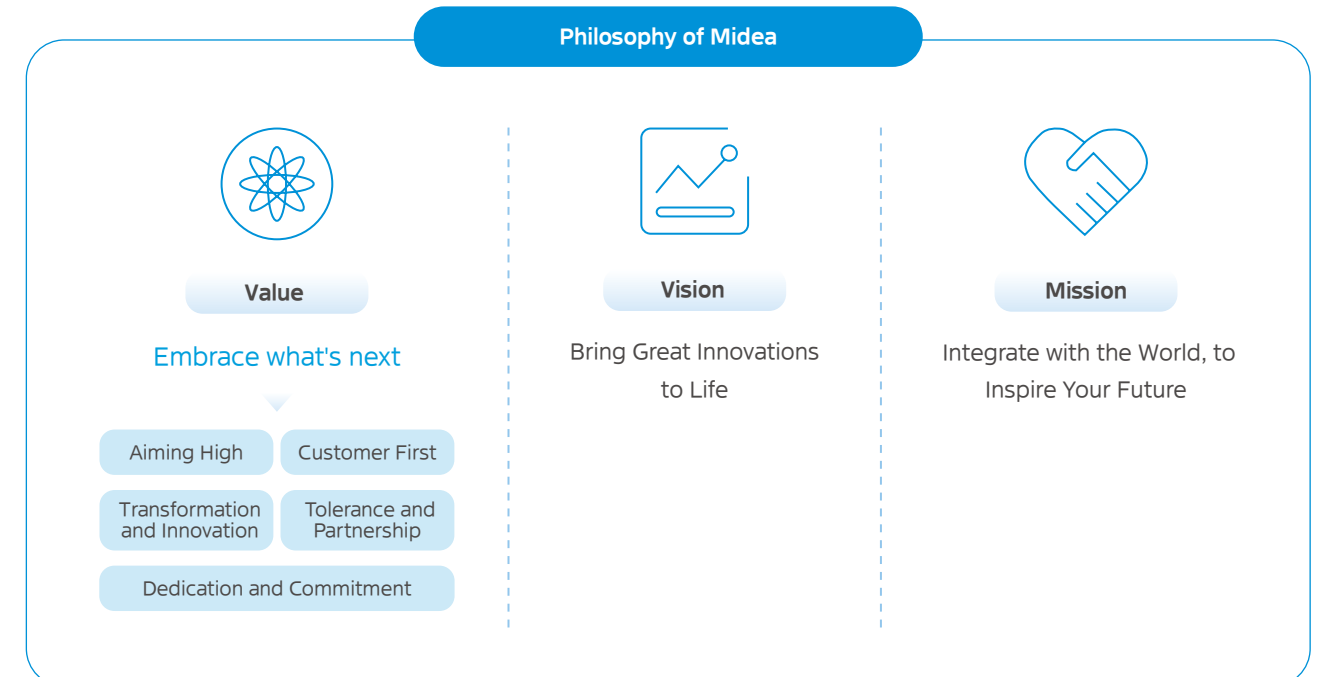 Philosophy of Midea
Value
Embrace what's next
Aiming High
Customer First
Transformation
and Innovation
Tolerance and
Partnership
Dedication and Commitment
Vision
Bring Great Innovations
to Life
Mission
Integrate with the World, to
Inspire Your Future